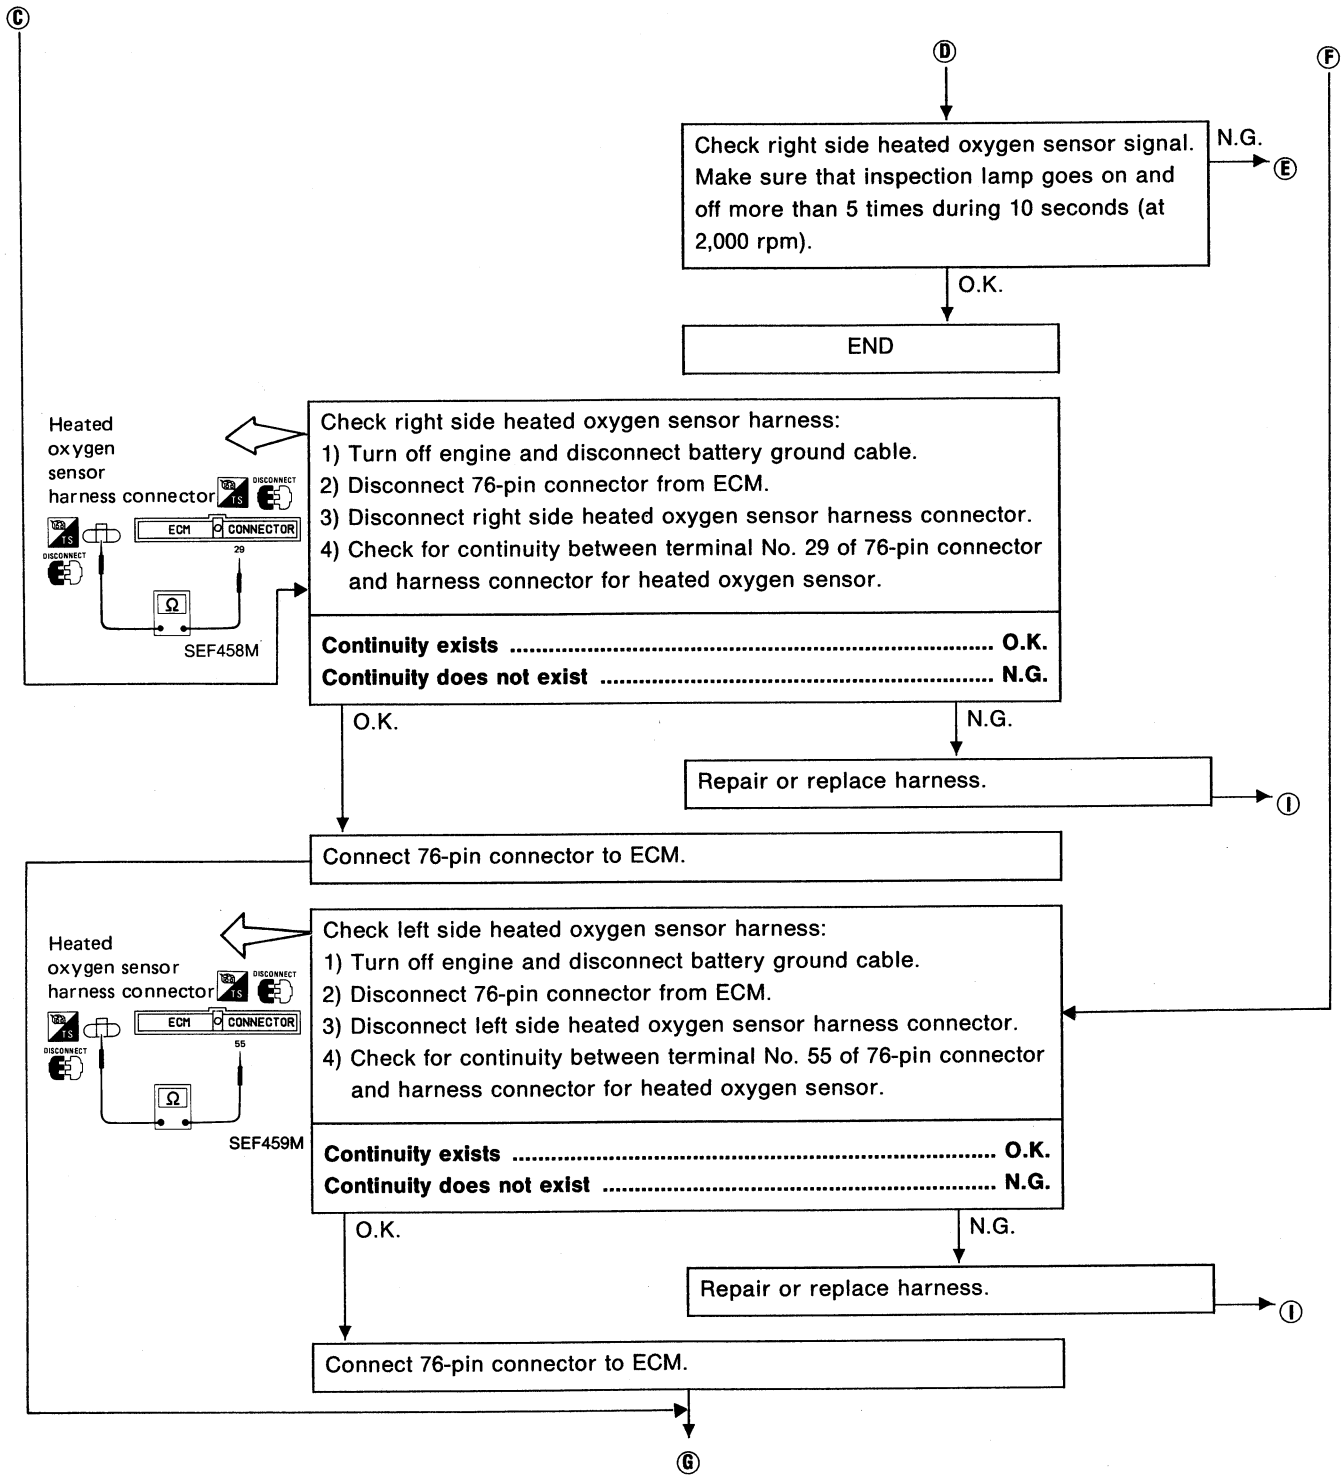 C
D
F
Check right side heated oxygen sensor signal.
Make sure that inspection lamp goes on and
off more than 5 times during 10 seconds (at
2,000 rpm).
N.G.
E
O.K.
END
Heated
oxygen
sensor
harness connector
TS
DISCONNECT
TS
DISCONNECT
ECM
CONNECTOR
29
Ω
SEF458M
Check right side heated oxygen sensor harness:
1) Turn off engine and disconnect battery ground cable.
2) Disconnect 76-pin connector from ECM.
3) Disconnect right side heated oxygen sensor harness connector.
4) Check for continuity between terminal No. 29 of 76-pin connector
and harness connector for heated oxygen sensor.
Continuity exists ........................................................................... O.K.
Continuity does not exist ............................................................. N.G.
O.K.
N.G.
Repair or replace harness.
I
Connect 76-pin connector to ECM.
Heated
oxygen sensor
harness connector
TS
DISCONNECT
TS
DISCONNECT
ECM
CONNECTOR
55
Ω
SEF459M
Check left side heated oxygen sensor harness:
1) Turn off engine and disconnect battery ground cable.
2) Disconnect 76-pin connector from ECM.
3) Disconnect left side heated oxygen sensor harness connector.
4) Check for continuity between terminal No. 55 of 76-pin connector
and harness connector for heated oxygen sensor.
Continuity exists ........................................................................... O.K.
Continuity does not exist ............................................................. N.G.
O.K.
N.G.
Repair or replace harness.
I
Connect 76-pin connector to ECM.
G